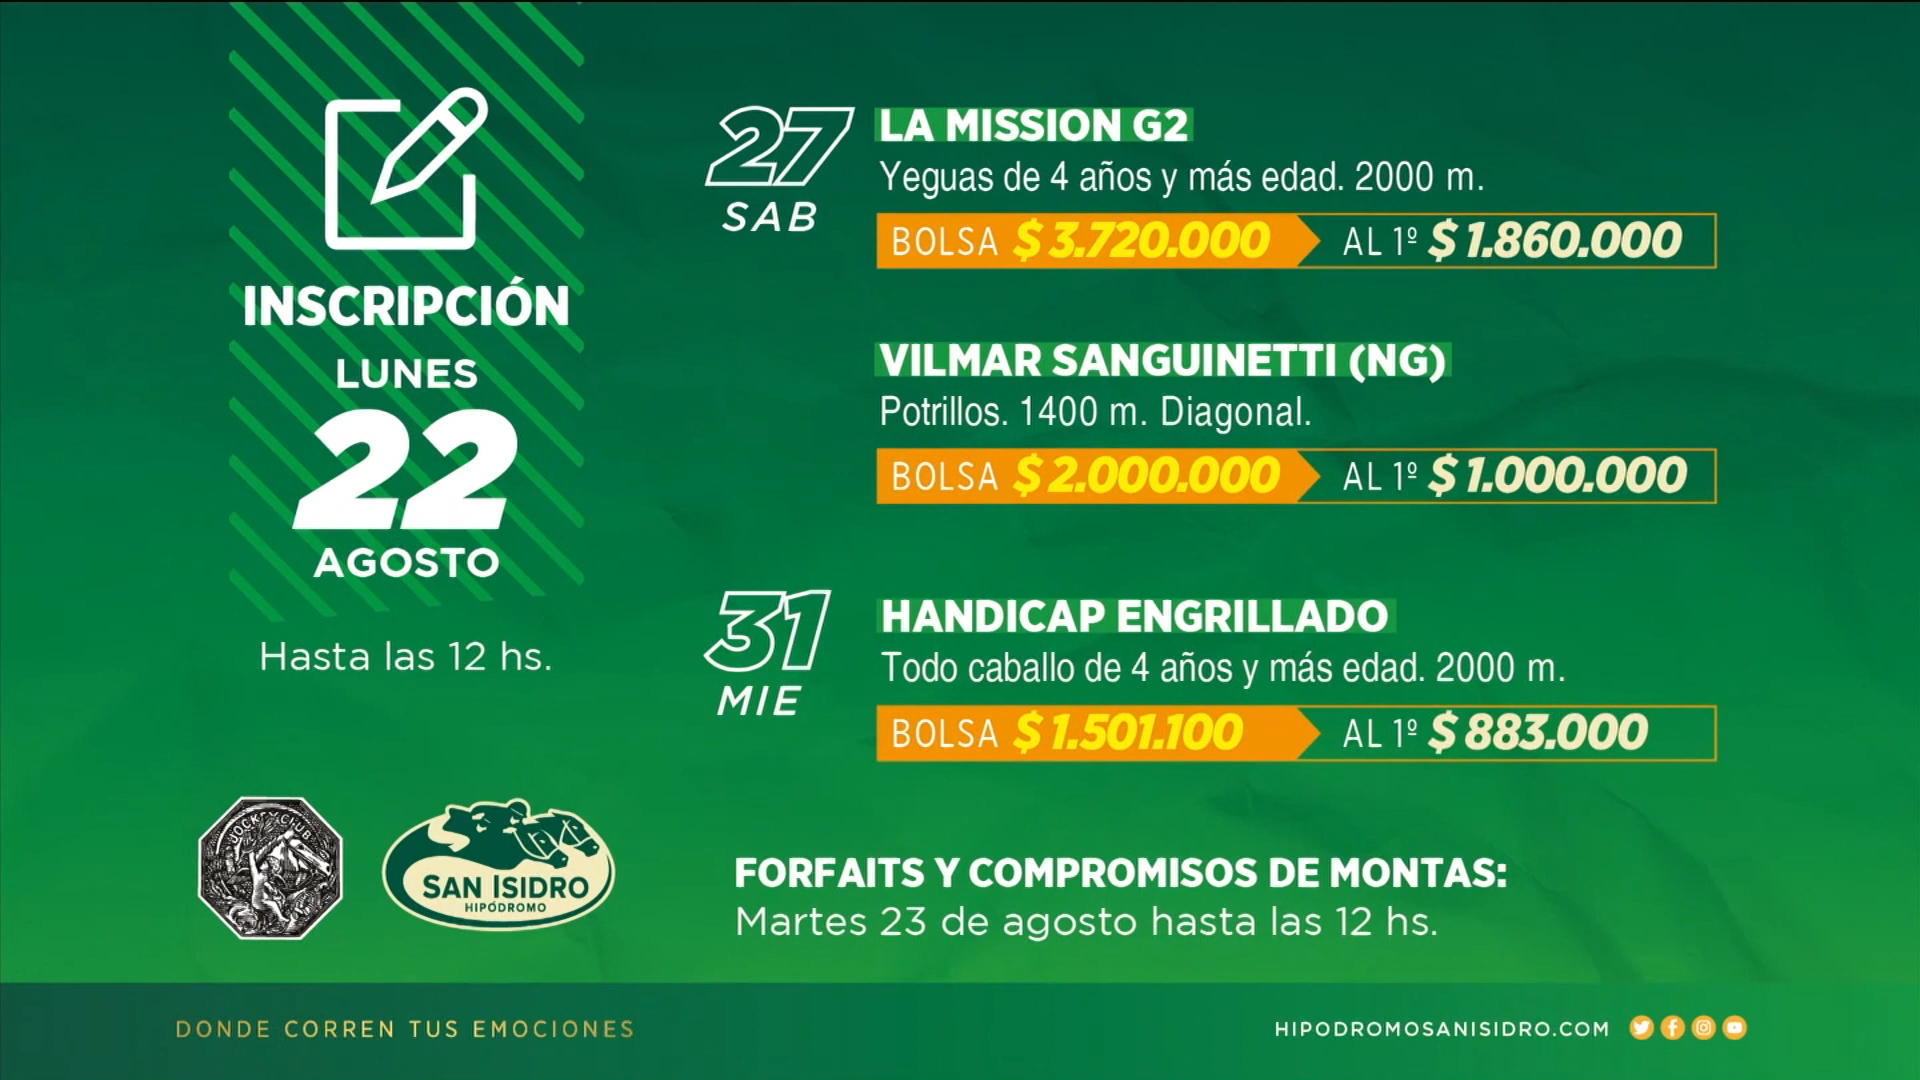 INSCRIPCIÓN
LUNES
22
AGOSTO
Hasta las 12 hs.
27
SAB
LA MISSION G2
Yeguas de 4 años y más edad. 2000 m.
BOLSA $ 3.720.000 AL 1º $ 1.860.000
VILMAR SANGUINETTI (NG)
Potrillos. 1400 m. Diagonal.
BOLSA $ 2.000.000 AL 1º $ 1.000.000
31
MIE
HANDICAP ENGRILLADO
Todo caballo de 4 años y más edad. 2000 m.
BOLSA $ 1.501.100 AL 1º $ 883.000
JOCKEY CLUB
SAN ISIDRO
HIPÓDROMO
FORFAITS Y COMPROMISOS DE MONTAS:
Martes 23 de agosto hasta las 12 hs.
DONDE CORREN TUS EMOCIONES
HIPODROMOSANISIDRO.COM